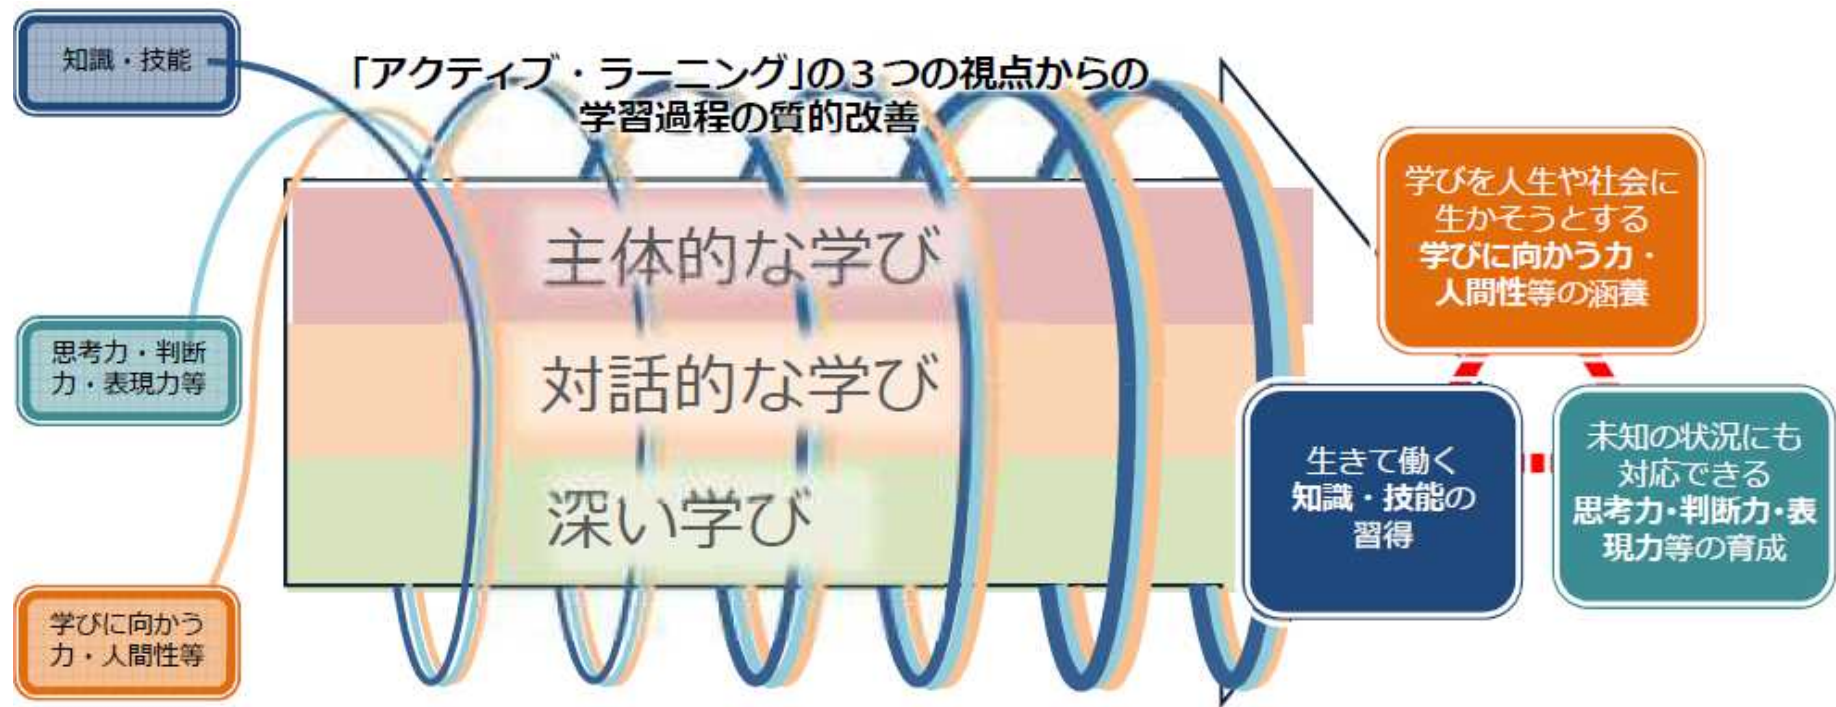 知識・技能
思考力・判断
力・表現力等
学びに向かう
力・人間性等
「アクティブ・ラーニング」の３つの視点からの
学習過程の質的改善
主体的な学び
対話的な学び
深い学び
学びを人生や社会に
生かそうとする
学びに向かう力・
人間性等の涵養
生きて働く
知識・技能の
習得
未知の状況にも
対応できる
思考力・判断力・表
現力等の育成